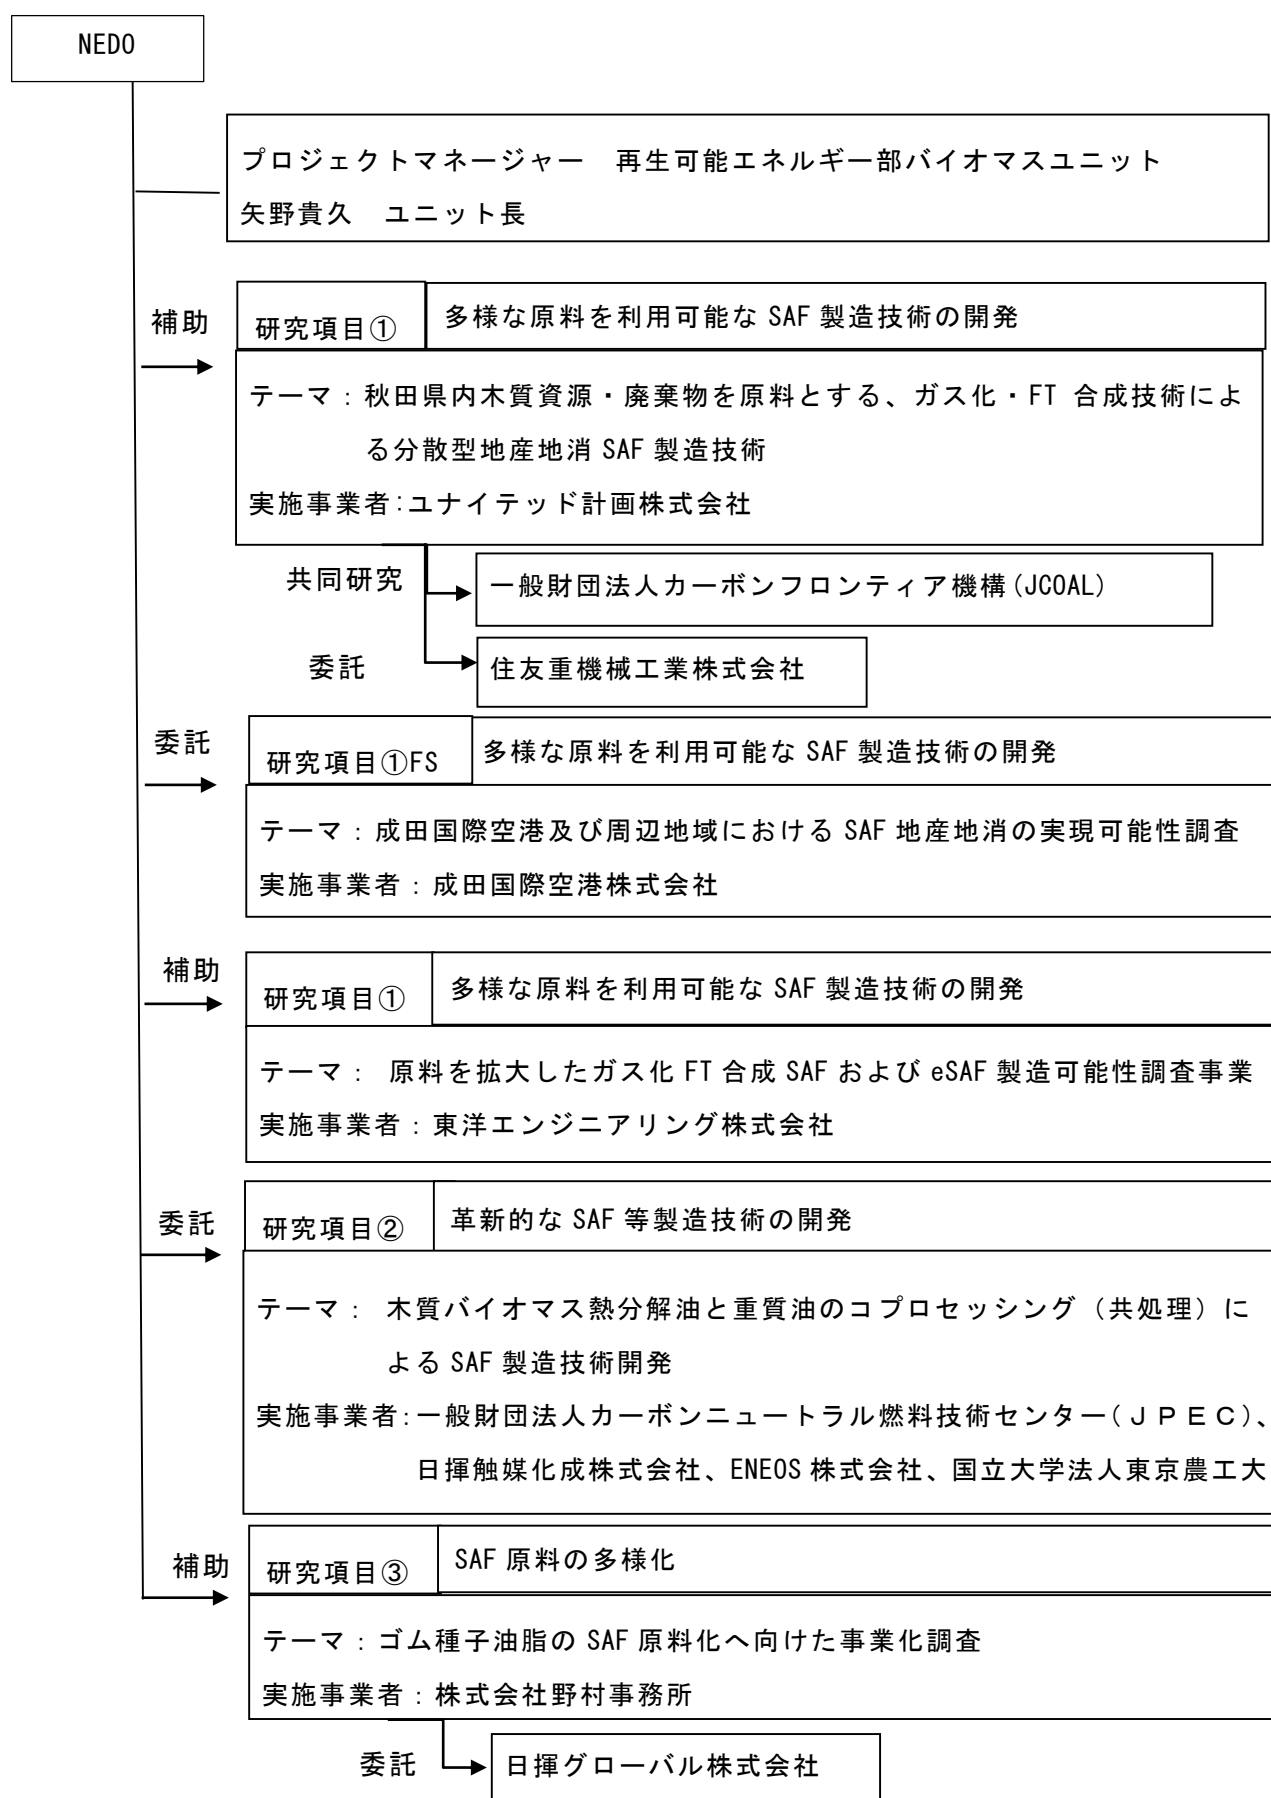 NEDO
プロジェクトマネージャー　再生可能エネルギー部バイオマスユニット
矢野貴久　ユニット長
補助
研究項目①
多様な原料を利用可能な SAF 製造技術の開発
テーマ：秋田県内木質資源・廃棄物を原料とする、ガス化・FT 合成技術によ
る分散型地産地消 SAF 製造技術
実施事業者：ユナイテッド計画株式会社
共同研究
一般財団法人カーボンフロンティア機構(JCOAL)
委託
住友重機械工業株式会社
委託
研究項目①FS
多様な原料を利用可能な SAF 製造技術の開発
テーマ：成田国際空港及び周辺地域における SAF 地産地消の実現可能性調査
実施事業者：成田国際空港株式会社
補助
研究項目①
多様な原料を利用可能な SAF 製造技術の開発
テーマ：　原料を拡大したガス化 FT 合成 SAF および eSAF 製造可能性調査事業
実施事業者：東洋エンジニアリング株式会社
委託
研究項目②
革新的な SAF 等製造技術の開発
テーマ：　木質バイオマス熱分解油と重質油のコプロセッシング（共処理）に
よる SAF 製造技術開発
実施事業者：一般財団法人カーボンニュートラル燃料技術センター(ＪＰＥＣ)、
日揮触媒化成株式会社、ENEOS 株式会社、国立大学法人東京農工大
補助
研究項目③
SAF 原料の多様化
テーマ：ゴム種子油脂の SAF 原料化へ向けた事業化調査
実施事業者：株式会社野村事務所
委託
日揮グローバル株式会社